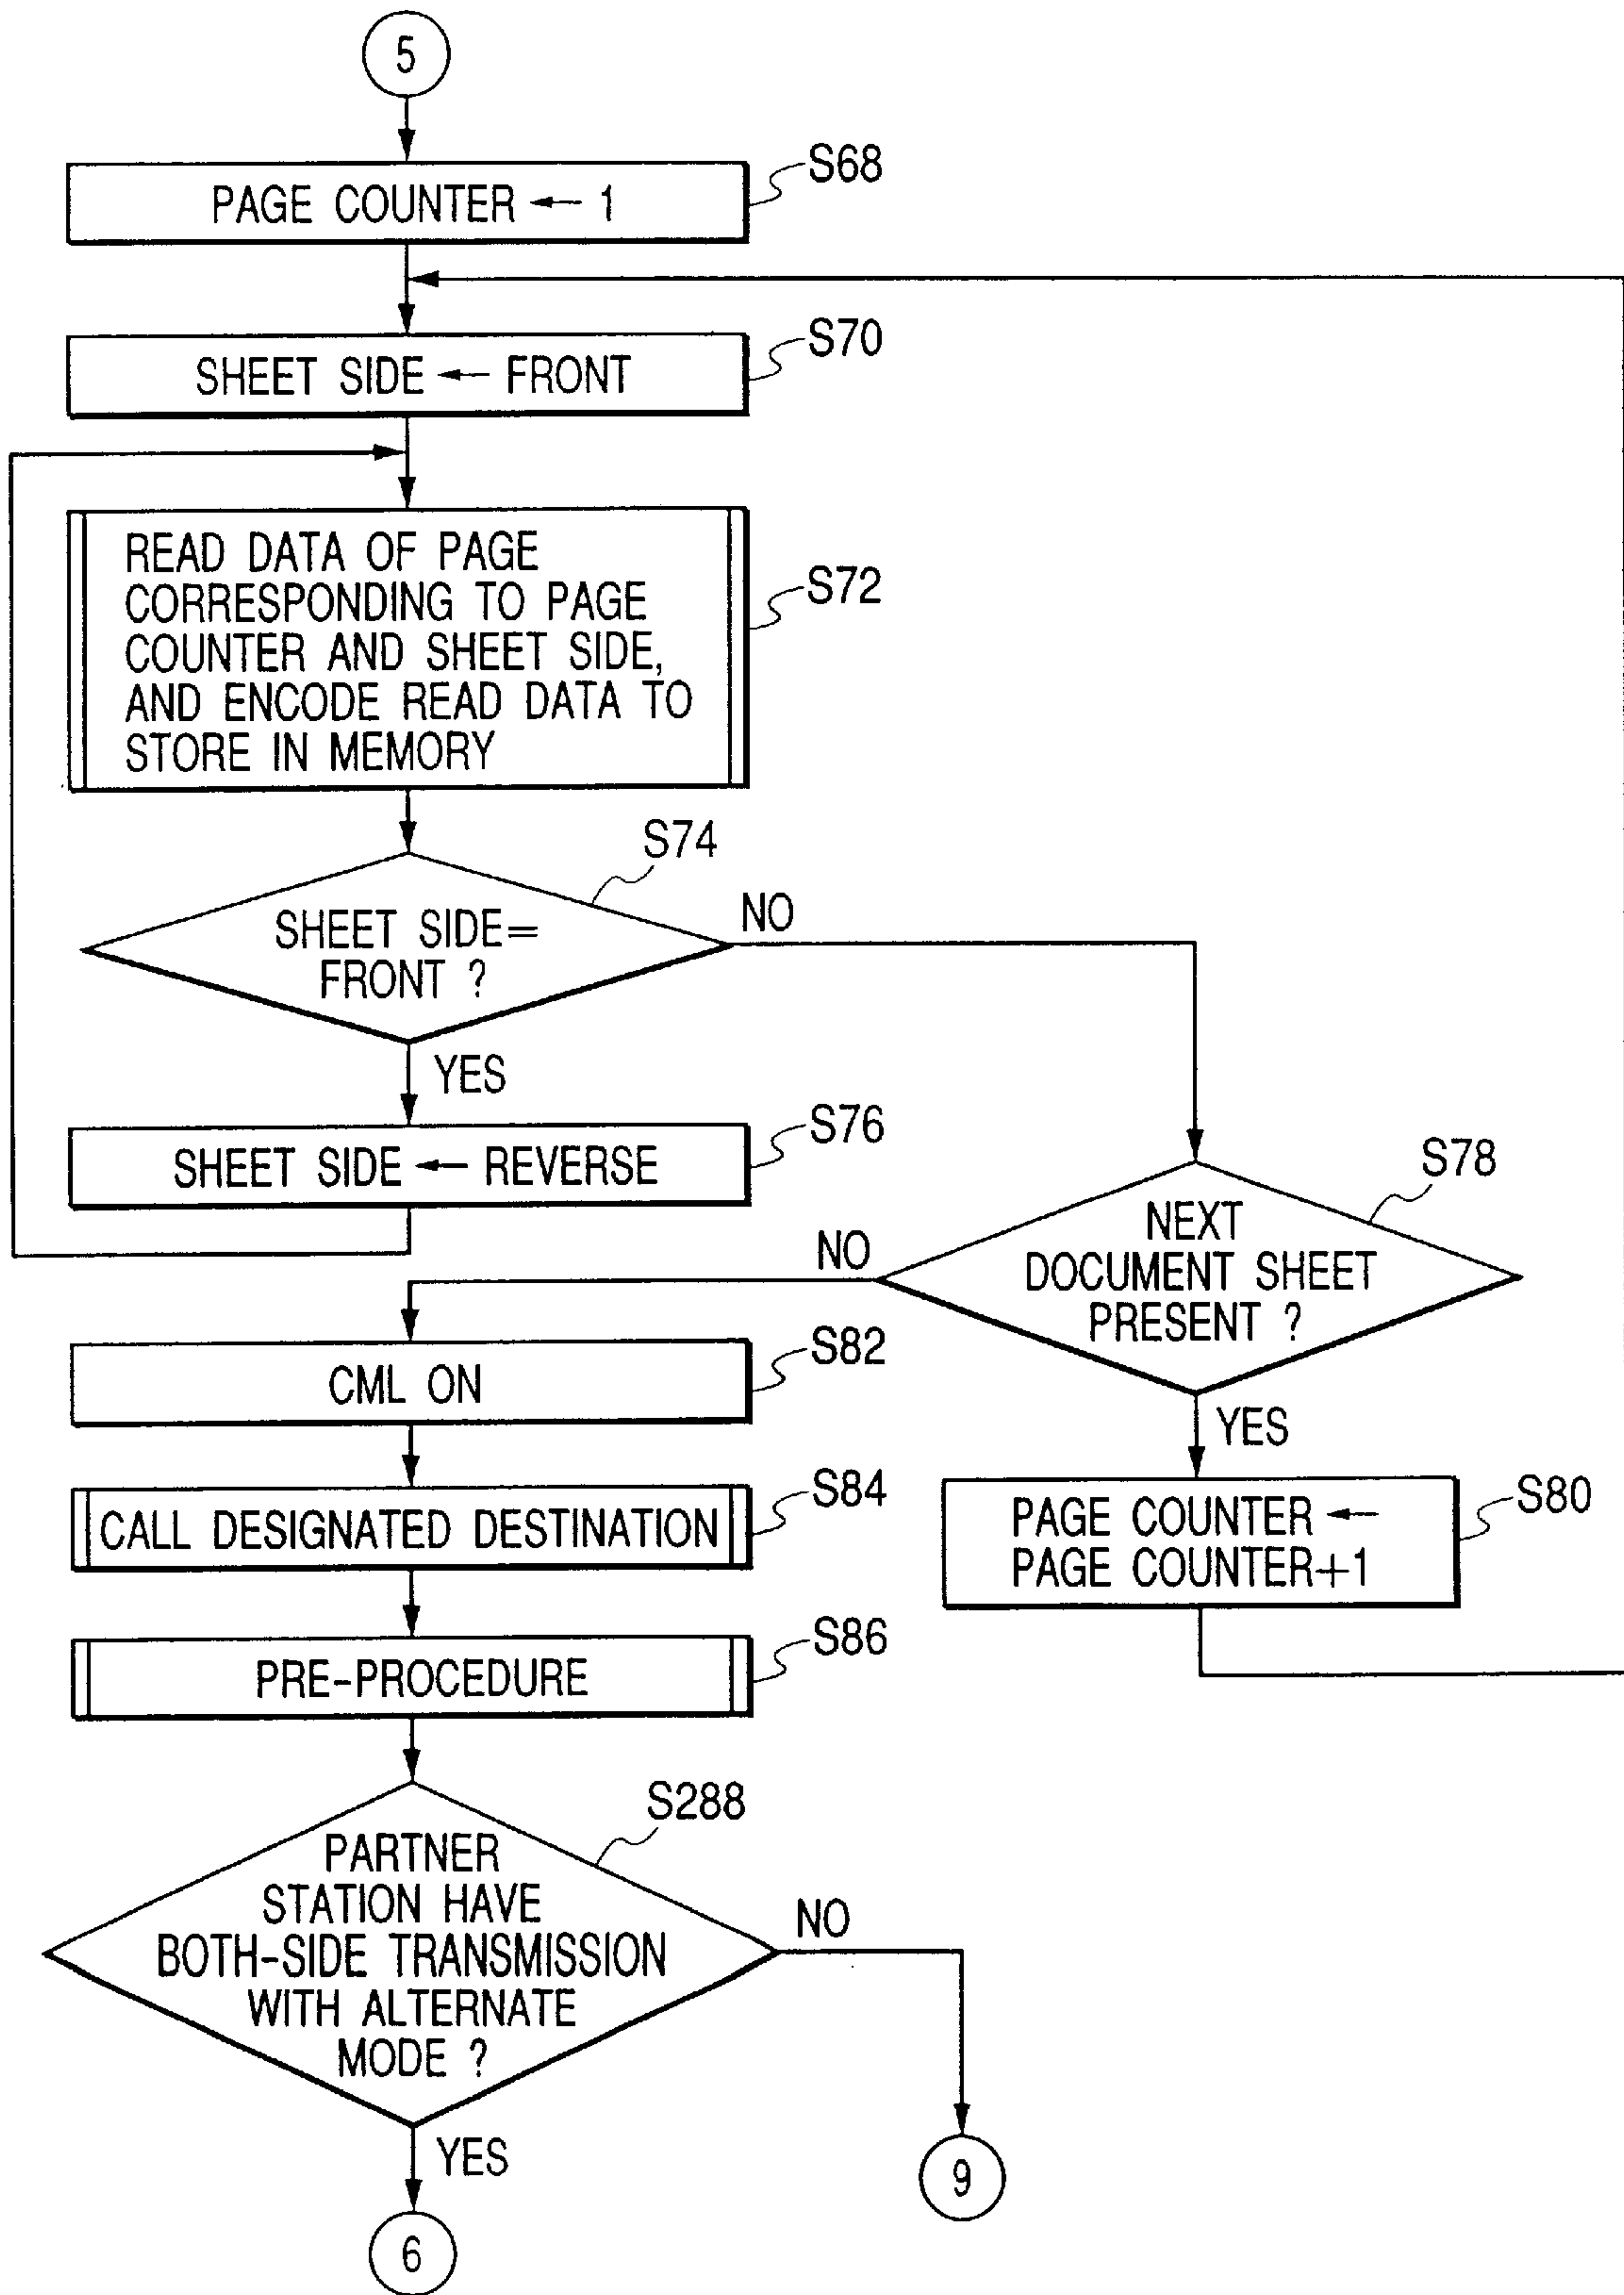 5
S68
PAGE COUNTER ← 1
S70
SHEET SIDE ← FRONT
S72
READ DATA OF PAGE
CORRESPONDING TO PAGE
COUNTER AND SHEET SIDE,
AND ENCODE READ DATA TO
STORE IN MEMORY
S74
SHEET SIDE=
FRONT ?
NO
YES
S76
SHEET SIDE ← REVERSE
S78
NEXT
DOCUMENT SHEET
PRESENT ?
NO
YES
S80
PAGE COUNTER ←
PAGE COUNTER+1
S82
CML ON
S84
CALL DESIGNATED DESTINATION
S86
PRE-PROCEDURE
S288
PARTNER
STATION HAVE
BOTH-SIDE TRANSMISSION
WITH ALTERNATE
MODE ?
NO
YES
9
6